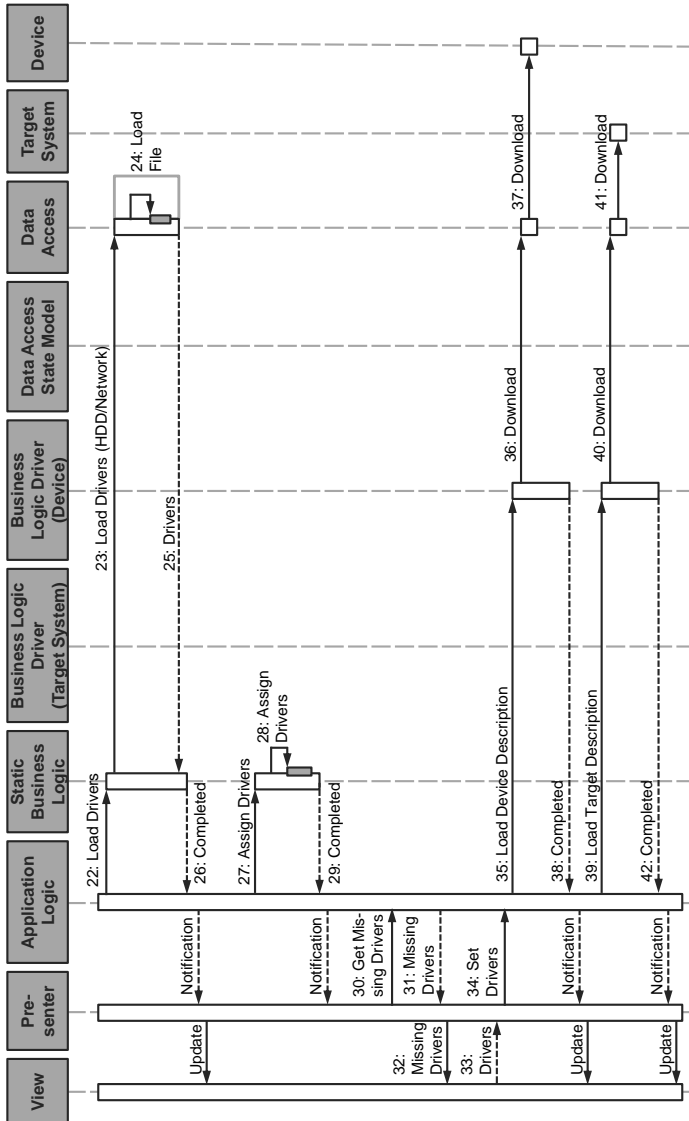 View
Pre-
senter
Application
Logic
Static
Business
Logic
Business Logic
Driver
(Target System)
Business
Logic Driver
(Device)
Data Access
State Model
Data
Access
Target
System
Device
22: Load Drivers
23: Load Drivers (HDD/Network)
24: Load
File
25: Drivers
26: Completed
Notification
Update
27: Assign Drivers
28: Assign
Drivers
29: Completed
Notification
30: Get Mis-
sing Drivers
31: Missing
Drivers
32:
Missing
Drivers
33:
Drivers
34: Set
Drivers
35: Load Device Description
36: Download
37: Download
38: Completed
Notification
Update
39: Load Target Description
40: Download
41: Download
42: Completed
Notification
Update